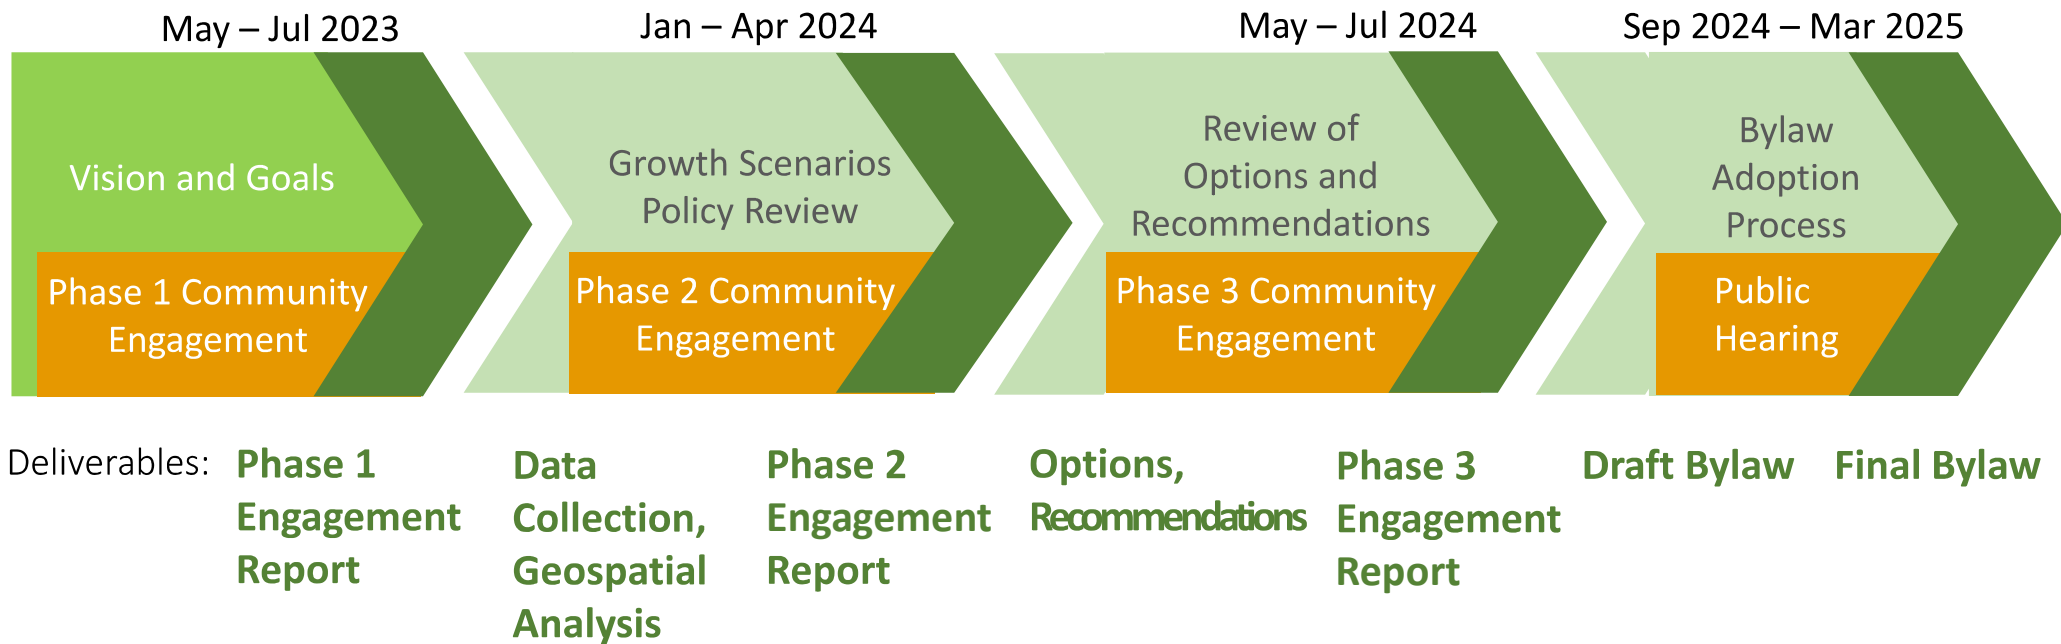 May – Jul 2023
Jan – Apr 2024
May – Jul 2024
Sep 2024 – Mar 2025
Vision and Goals
Phase 1 Community
Engagement
Growth Scenarios
Policy Review
Phase 2 Community
Engagement
Review of
Options and
Recommendations
Phase 3 Community
Engagement
Bylaw
Adoption
Process
Public
Hearing
Deliverables:
Phase 1
Engagement
Report
Data
Collection,
Geospatial
Analysis
Phase 2
Engagement
Report
Options,
Recommendations
Phase 3
Engagement
Report
Draft Bylaw
Final Bylaw